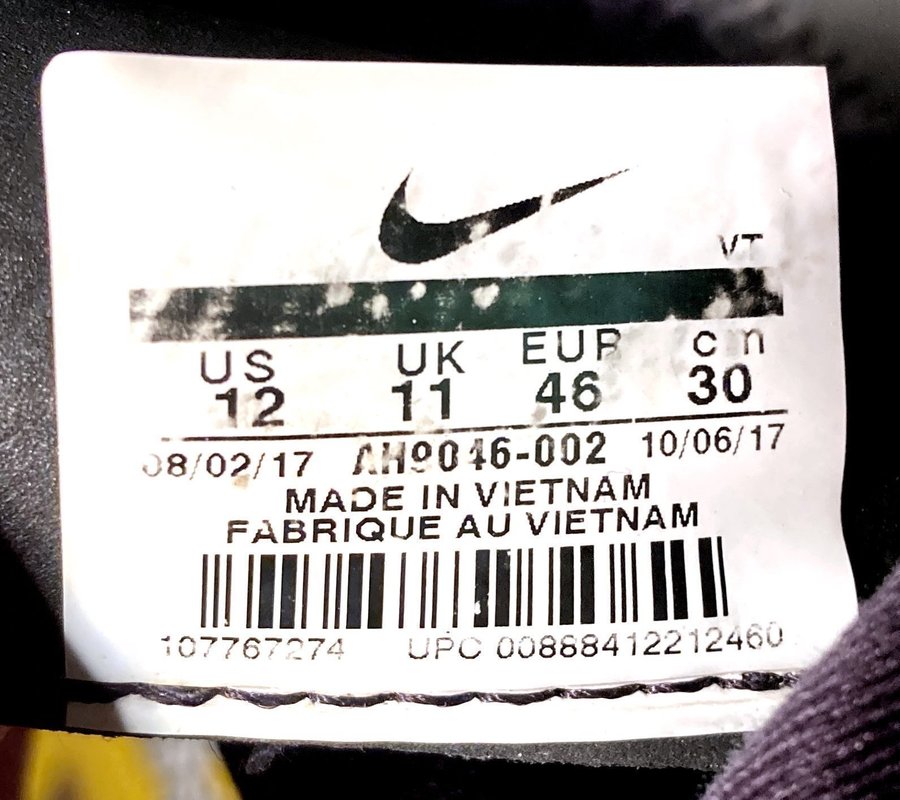 VT
US UK EUR cm
12 11 46 30
08/02/17 AH9046-002 10/06/17
MADE IN VIETNAM
FABRIQUE AU VIETNAM
107767274 UPC 00888412212460